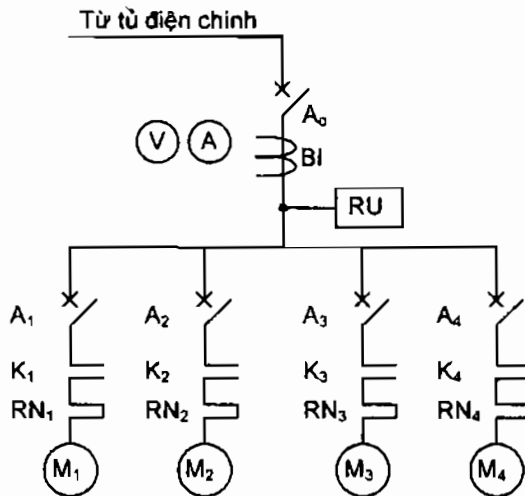 Từ tủ điện chinh
A₀
V A BI
RU
A₁ A₂ A₃ A₄
K₁ K₂ K₃ K₄
RN₁ RN₂ RN₃ RN₄
M₁ M₂ M₃ M₄